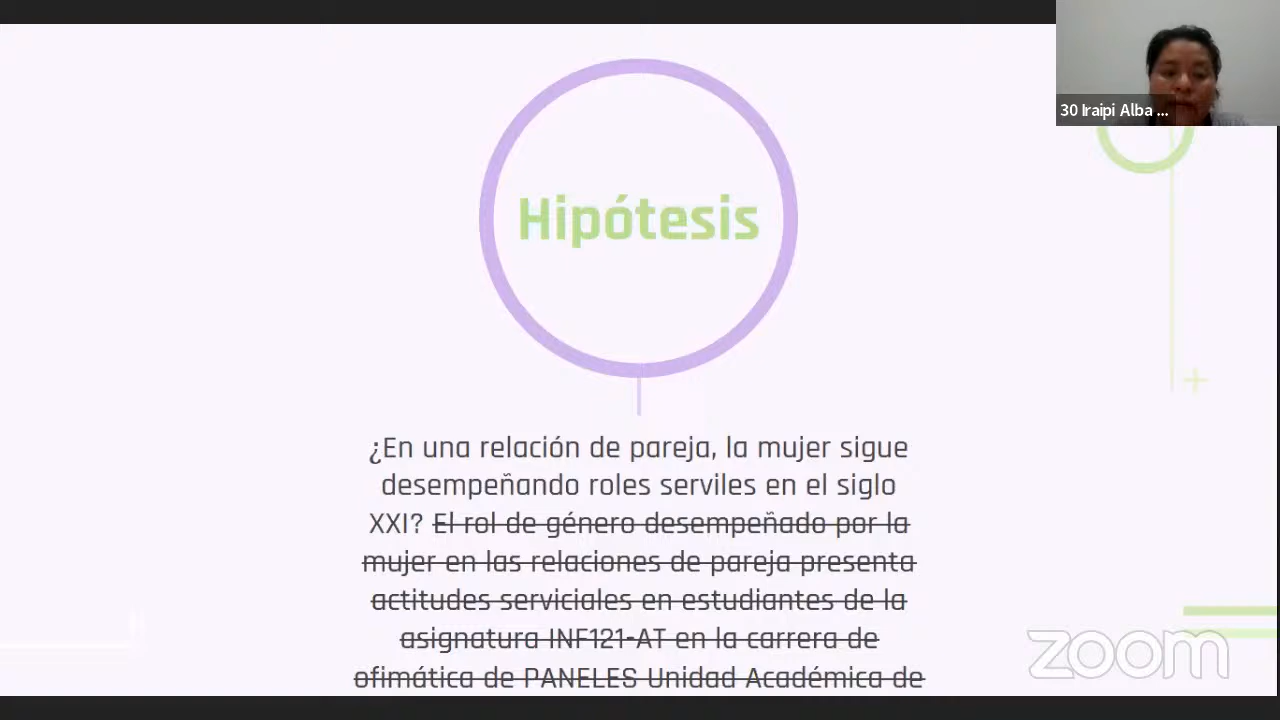 30 Iraipi Alba ...
Hipótesis
¿En una relación de pareja, la mujer sigue
desempeñando roles serviles en el siglo
XXI? El rol de género desempeñado por la
mujer en las relaciones de pareja presenta
actitudes serviciales en estudiantes de la
asignatura INF121-AT en la carrera de
ofimática de PANELES Unidad Académica de
zoom